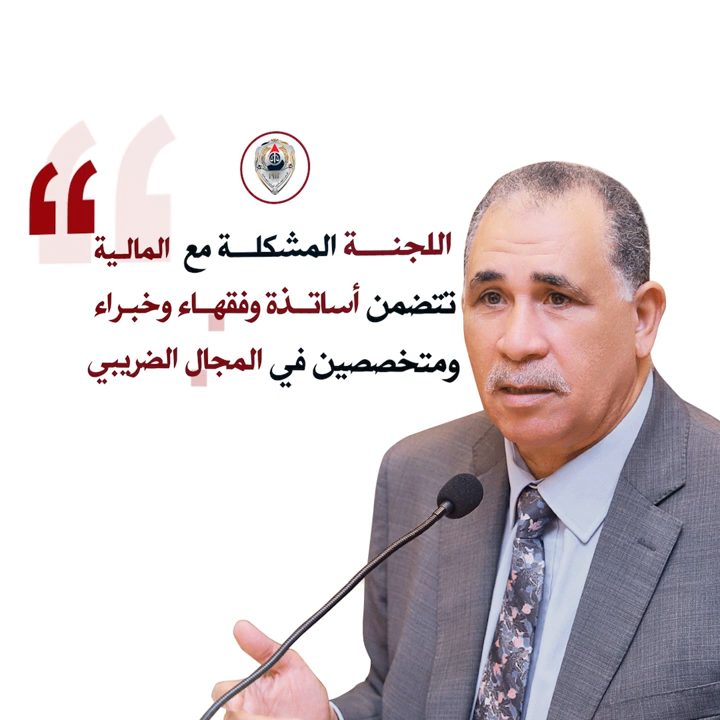 اللجنة المشكلة مع المالية
تتضمن أساتذة وفقهاء وخبراء
ومتخصصين في المجال الضريبي